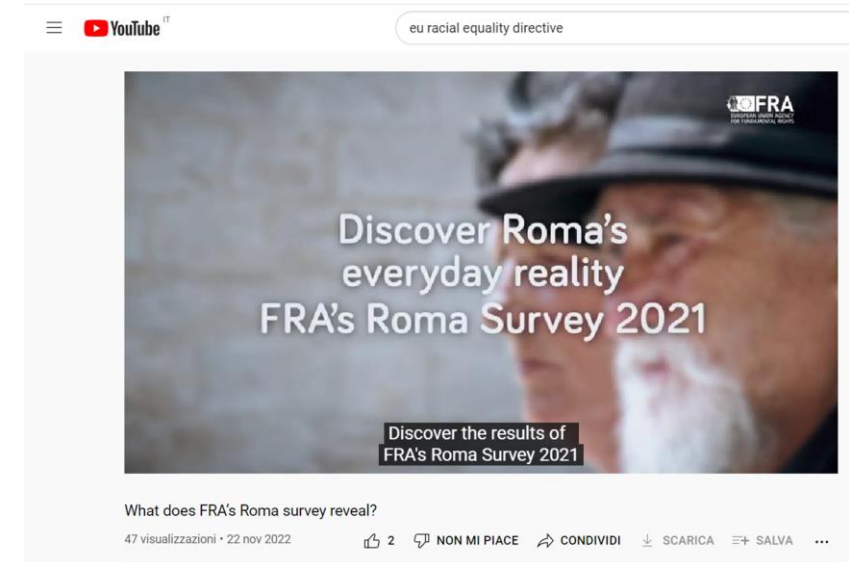 YouTube IT
eu racial equality directive
FRA
EUROPEAN UNION AGENCY
FOR FUNDAMENTAL RIGHTS
Discover Roma's
everyday reality
FRA's Roma Survey 2021
Discover the results of
FRA's Roma Survey 2021
What does FRA's Roma survey reveal?
47 visualizzazioni • 22 nov 2022
2 NON MI PIACE CONDIVIDI SCARICA SALVA ...